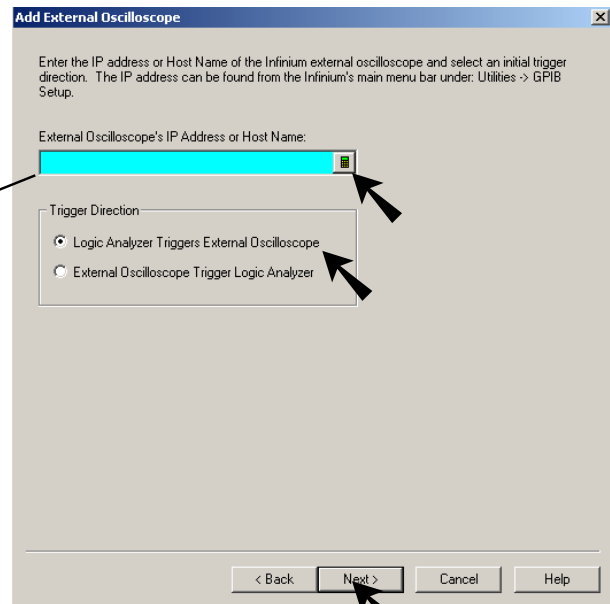 Add External Oscilloscope
Enter the IP address or Host Name of the Infinium external oscilloscope and select an initial trigger
direction. The IP address can be found from the Infinium's main menu bar under: Utilities -> GPIB
Setup.
External Oscilloscope's IP Address or Host Name:
Trigger Direction
Logic Analyzer Triggers External Oscilloscope
External Oscilloscope Trigger Logic Analyzer
< Back Next > Cancel Help